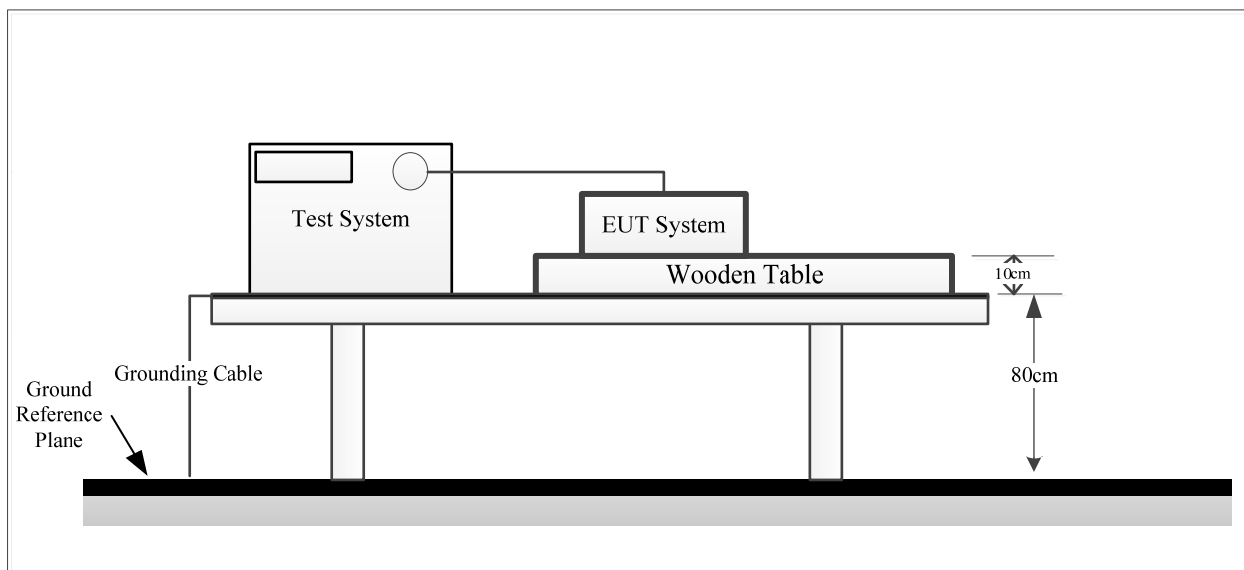 Test System
EUT System
Wooden Table
10cm
Grounding Cable
80cm
Ground
Reference
Plane